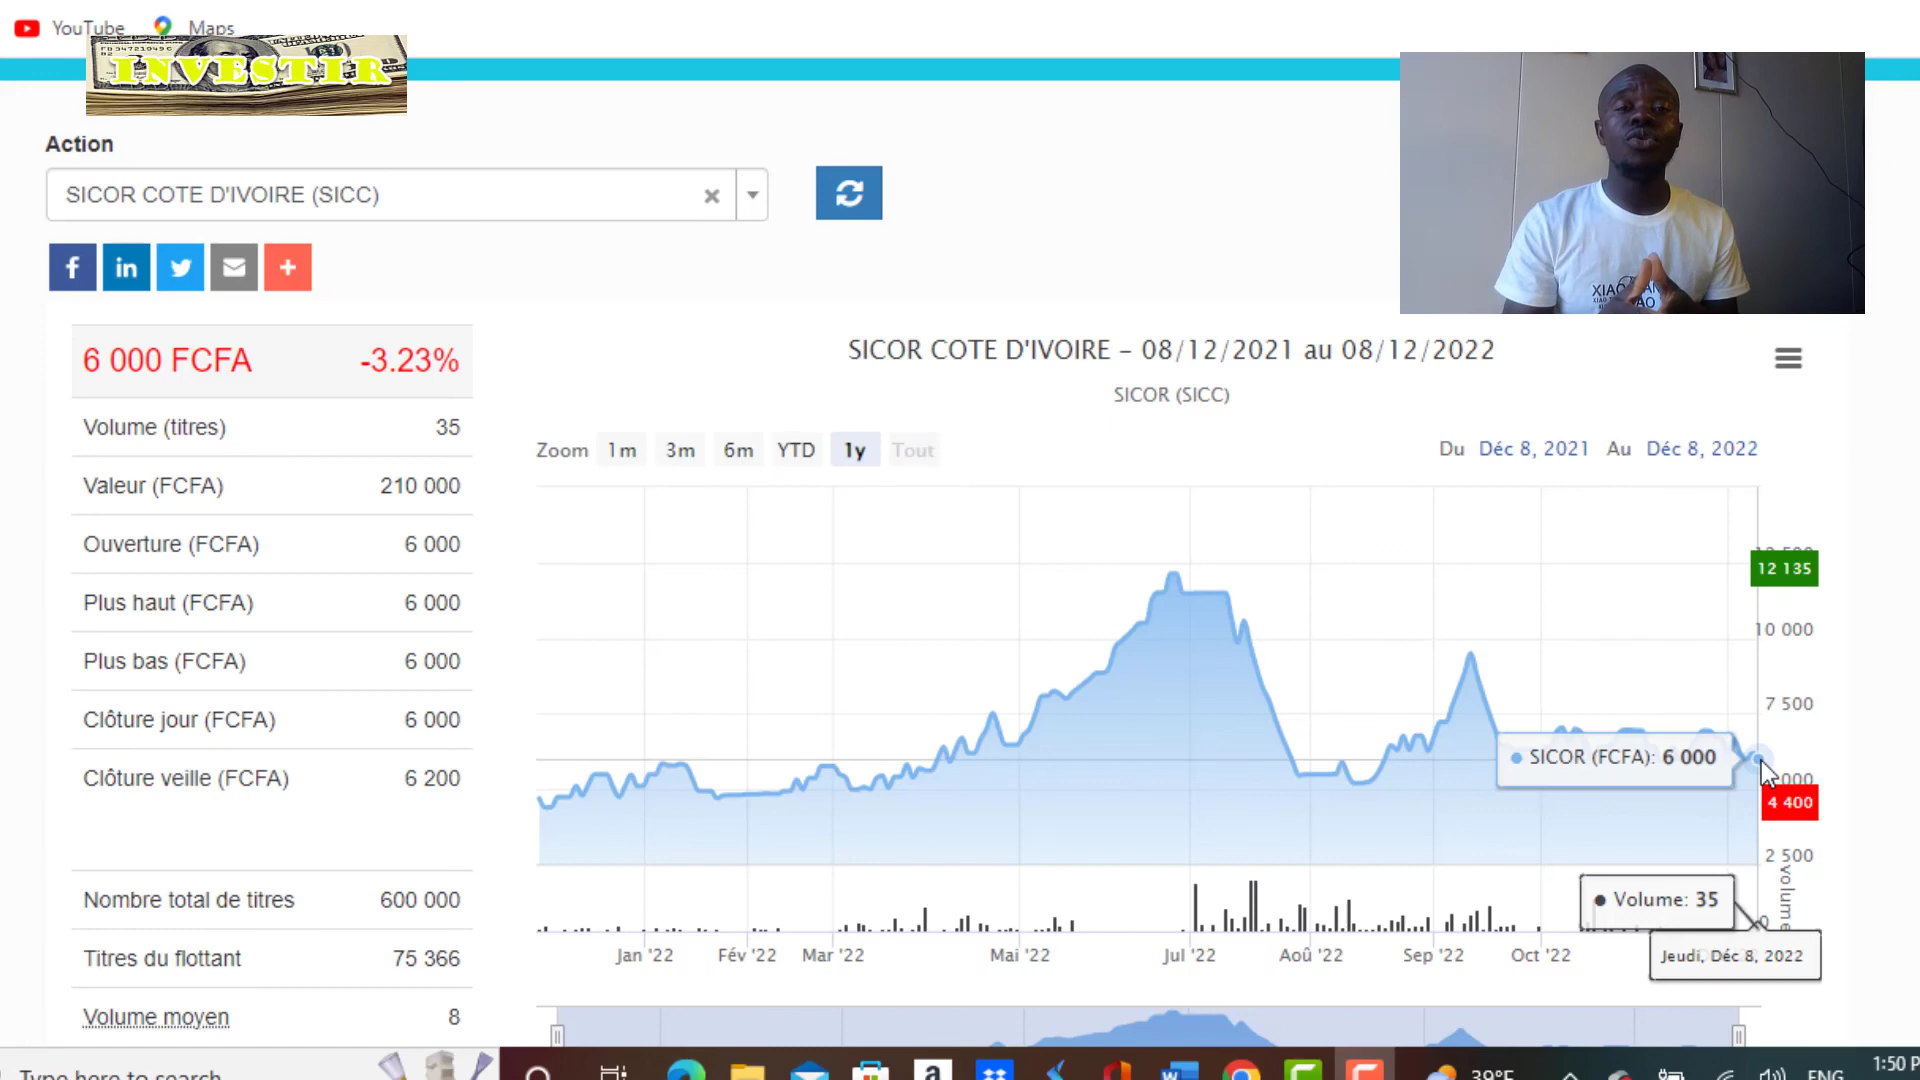 YouTube Maps
INVESTIR
Action
SICOR COTE D'IVOIRE (SICC)
6 000 FCFA -3.23%
Volume (titres) 35
Valeur (FCFA) 210 000
Ouverture (FCFA) 6 000
Plus haut (FCFA) 6 000
Plus bas (FCFA) 6 000
Clôture jour (FCFA) 6 000
Clôture veille (FCFA) 6 200
Nombre total de titres 600 000
Titres du flottant 75 366
Volume moyen 8
SICOR COTE D'IVOIRE – 08/12/2021 au 08/12/2022
SICOR (SICC)
Zoom 1m 3m 6m YTD 1y Tout
Du Déc 8, 2021 Au Déc 8, 2022
12 135
10 000
7 500
SICOR (FCFA): 6 000
4 400
2 500
volume
Volume: 35
Jan '22 Fév '22 Mar '22 Mai '22 Jul '22 Aoû '22 Sep '22 Oct '22
Jeudi, Déc 8, 2022
Type here to search
39°F
ENG
1:50 P